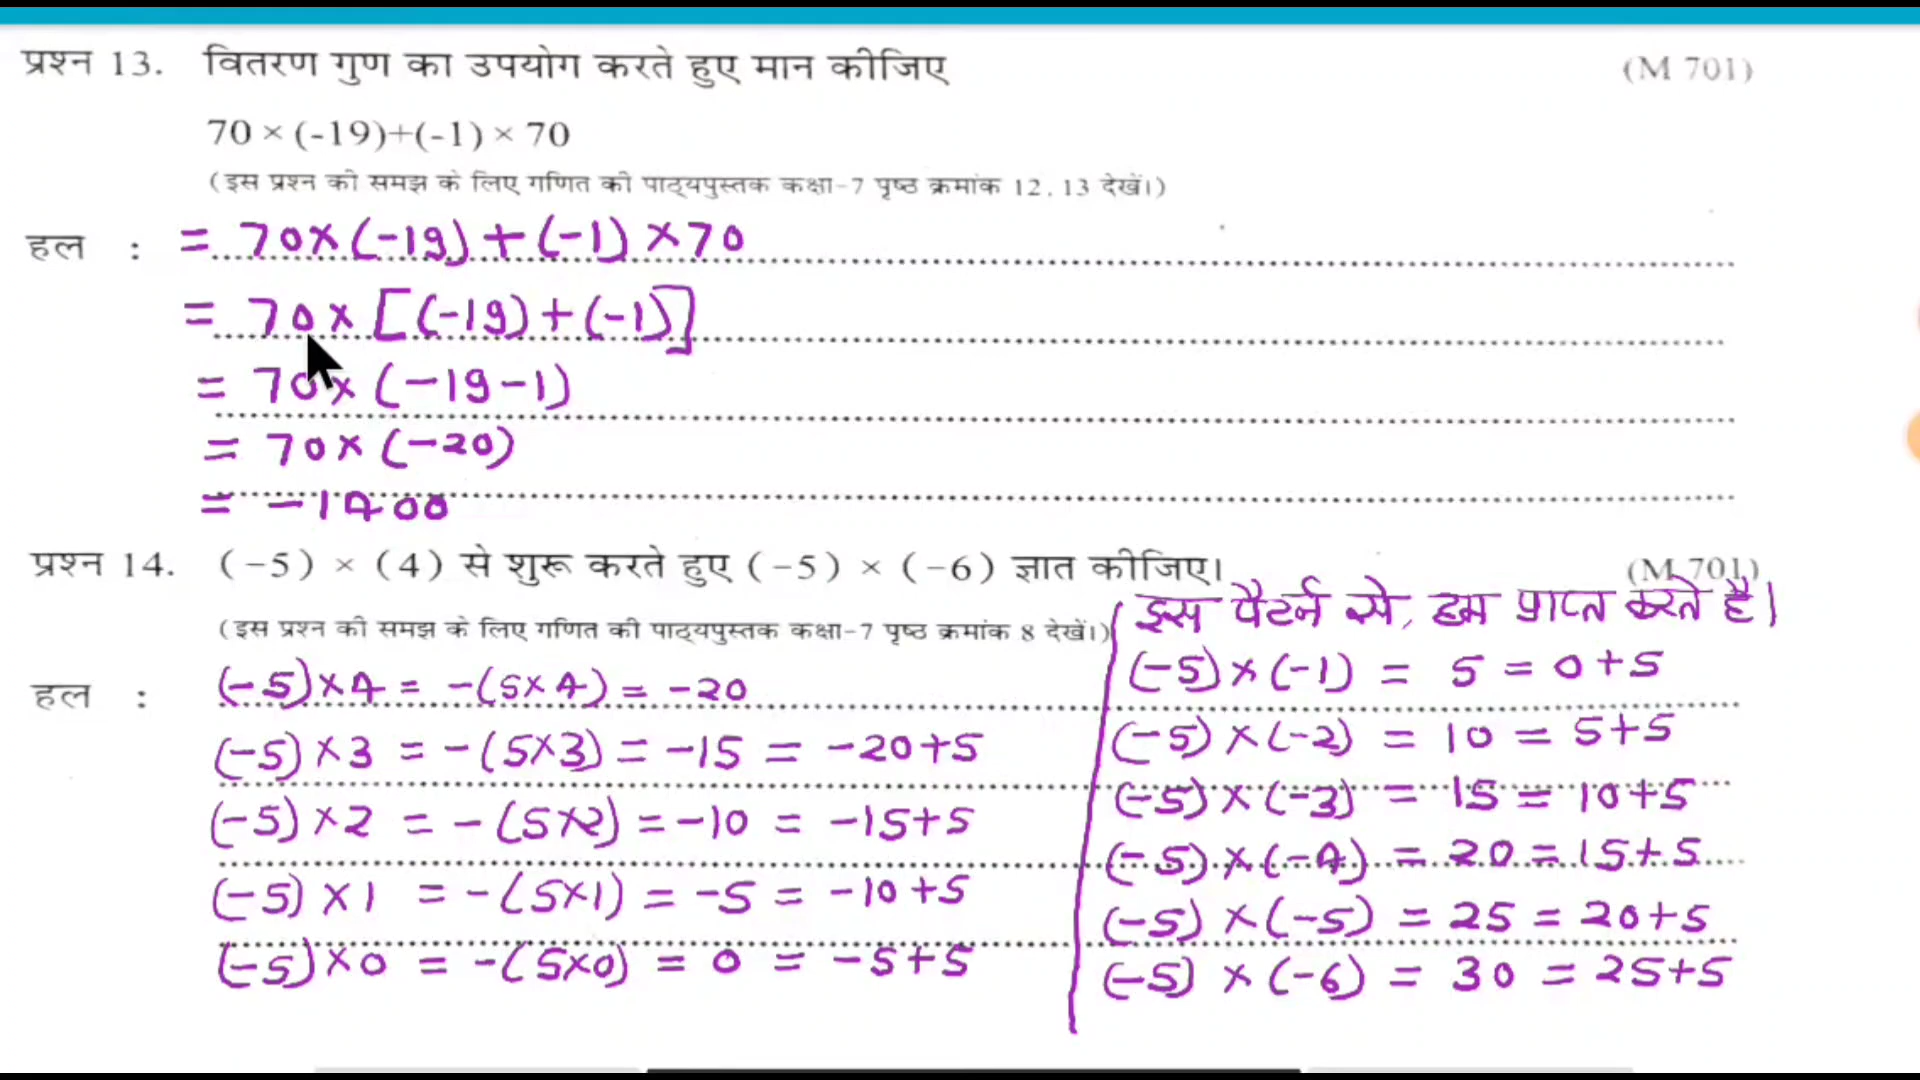 प्रश्न 13. वितरण गुण का उपयोग करते हुए मान कीजिए (M 701)
70 × (-19)+(-1) × 70
(इस प्रश्न की समझ के लिए गणित की पाठ्यपुस्तक कक्षा-7 पृष्ठ क्रमांक 12, 13 देखें।)
हल : = 70×(-19) + (-1) × 70
= 70× [(-19) + (-1)]
= 70× (-19-1)
= 70× (-20)
= -1400
प्रश्न 14. (-5) × (4) से शुरू करते हुए (-5) × (-6) ज्ञात कीजिए। (M 701)
(इस प्रश्न की समझ के लिए गणित की पाठ्यपुस्तक कक्षा-7 पृष्ठ क्रमांक 8 देखें।)
हल : (-5)×4 = -(5×4) = -20
(-5) ×3 = -(5×3) = -15 = -20+5
(-5) ×2 = -(5×2) = -10 = -15+5
(-5) ×1 = -(5×1) = -5 = -10+5
(-5)×0 = -(5×0) = 0 = -5+5
इस पैटर्न से, हम प्राप्त करते है।
(-5)×(-1) = 5 = 0+5
(-5) ×(-2) = 10 = 5+5
(-5) × (-3) = 15 = 10+5
(-5) ×(-4) = 20 = 15+5
(-5) × (-5) = 25 = 20+5
(-5) × (-6) = 30 = 25+5